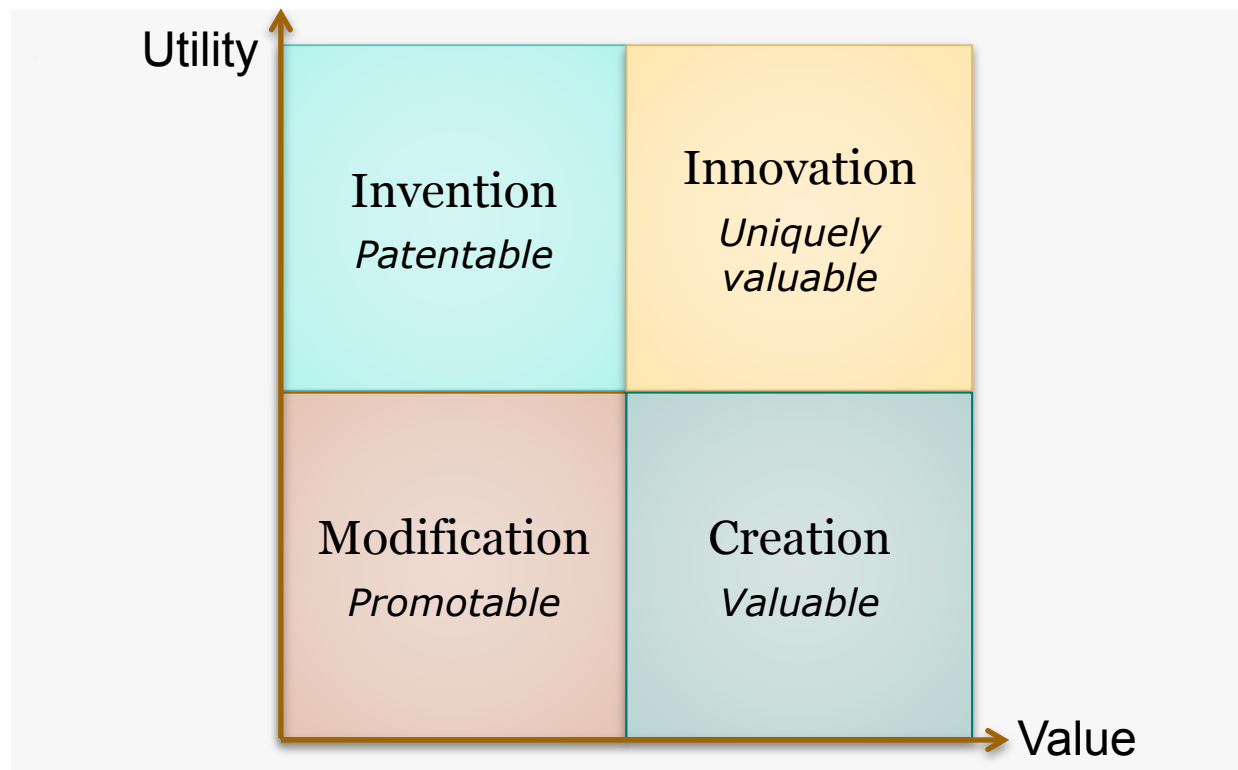 Utility
Invention
Patentable
Innovation
Uniquely
valuable
Modification
Promotable
Creation
Valuable
Value